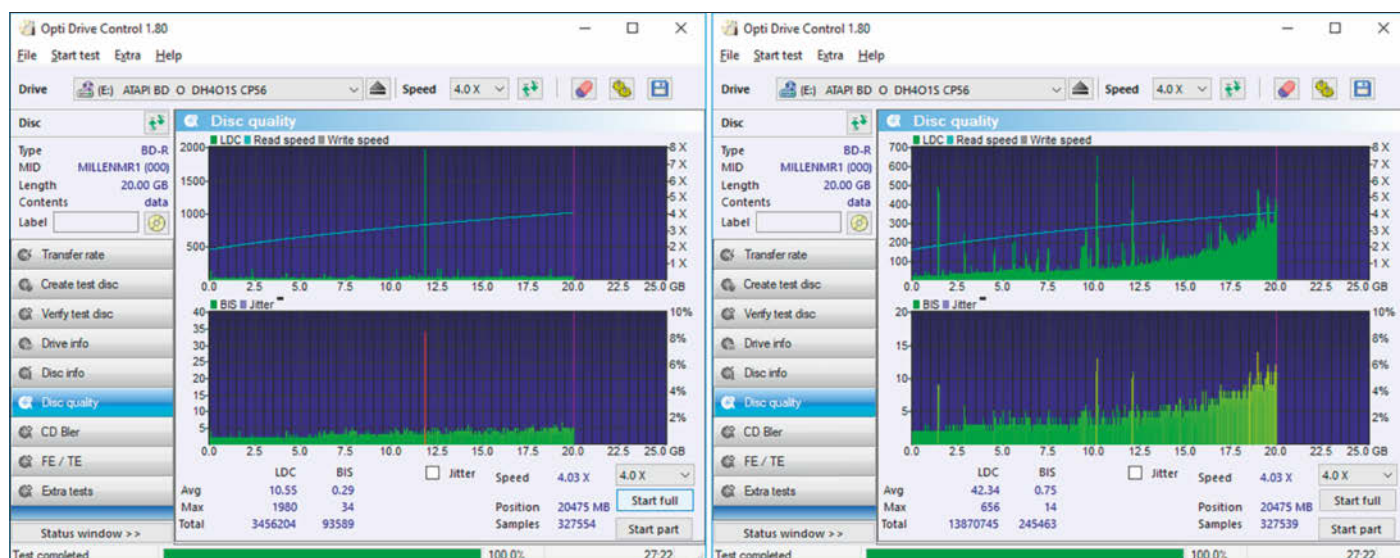 Opti Drive Control 1.80
File Start test Extra Help
Drive (E:) ATAPI BD O DH4O1S CP56 Speed 4.0 X
Disc
Type BD-R
MID MILLENMR1 (000)
Length 20.00 GB
Contents data
Label
Transfer rate
Create test disc
Verify test disc
Drive info
Disc info
Disc quality
CD Bler
FE / TE
Extra tests
Status window >>
Test completed
Disc quality
LDC Read speed Write speed
2000
1500
1000
500
8 X
7 X
6 X
5 X
4 X
3 X
2 X
1 X
0.0 2.5 5.0 7.5 10.0 12.5 15.0 17.5 20.0 22.5 25.0 GB
BIS Jitter
40
35
30
25
20
15
10
5
10%
8%
6%
4%
2%
0.0 2.5 5.0 7.5 10.0 12.5 15.0 17.5 20.0 22.5 25.0 GB
LDC BIS Jitter Speed 4.03 X 4.0 X
Avg 10.55 0.29
Max 1980 34 Position 20475 MB Start full
Total 3456204 93589 Samples 327554 Start part
100.0% 27:22
Opti Drive Control 1.80
File Start test Extra Help
Drive (E:) ATAPI BD O DH4O1S CP56 Speed 4.0 X
Disc
Type BD-R
MID MILLENMR1 (000)
Length 20.00 GB
Contents data
Label
Transfer rate
Create test disc
Verify test disc
Drive info
Disc info
Disc quality
CD Bler
FE / TE
Extra tests
Status window >>
Test completed
Disc quality
LDC Read speed Write speed
700
600
500
400
300
200
100
8 X
7 X
6 X
5 X
4 X
3 X
2 X
1 X
0.0 2.5 5.0 7.5 10.0 12.5 15.0 17.5 20.0 22.5 25.0 GB
BIS Jitter
20
15
10
5
10%
8%
6%
4%
2%
0.0 2.5 5.0 7.5 10.0 12.5 15.0 17.5 20.0 22.5 25.0 GB
LDC BIS Jitter Speed 4.03 X 4.0 X
Avg 42.34 0.75
Max 656 14 Position 20475 MB Start full
Total 13870745 245463 Samples 327539 Start part
100.0% 27:22